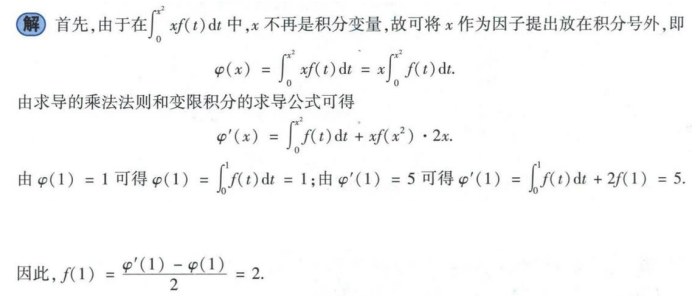 解 首先,由于在∫₀^{x²} xf(t)dt 中,x 不再是积分变量,故可将 x 作为因子提出放在积分号外,即
φ(x) = ∫₀^{x²} xf(t)dt = x∫₀^{x²} f(t)dt.
由求导的乘法法则和变限积分的求导公式可得
φ′(x) = ∫₀^{x²} f(t)dt + xf(x²)·2x.
由 φ(1) = 1 可得 φ(1) = ∫₀¹ f(t)dt = 1;由 φ′(1) = 5 可得 φ′(1) = ∫₀¹ f(t)dt + 2f(1) = 5.
因此, f(1) = (φ′(1) − φ(1))/2 = 2.